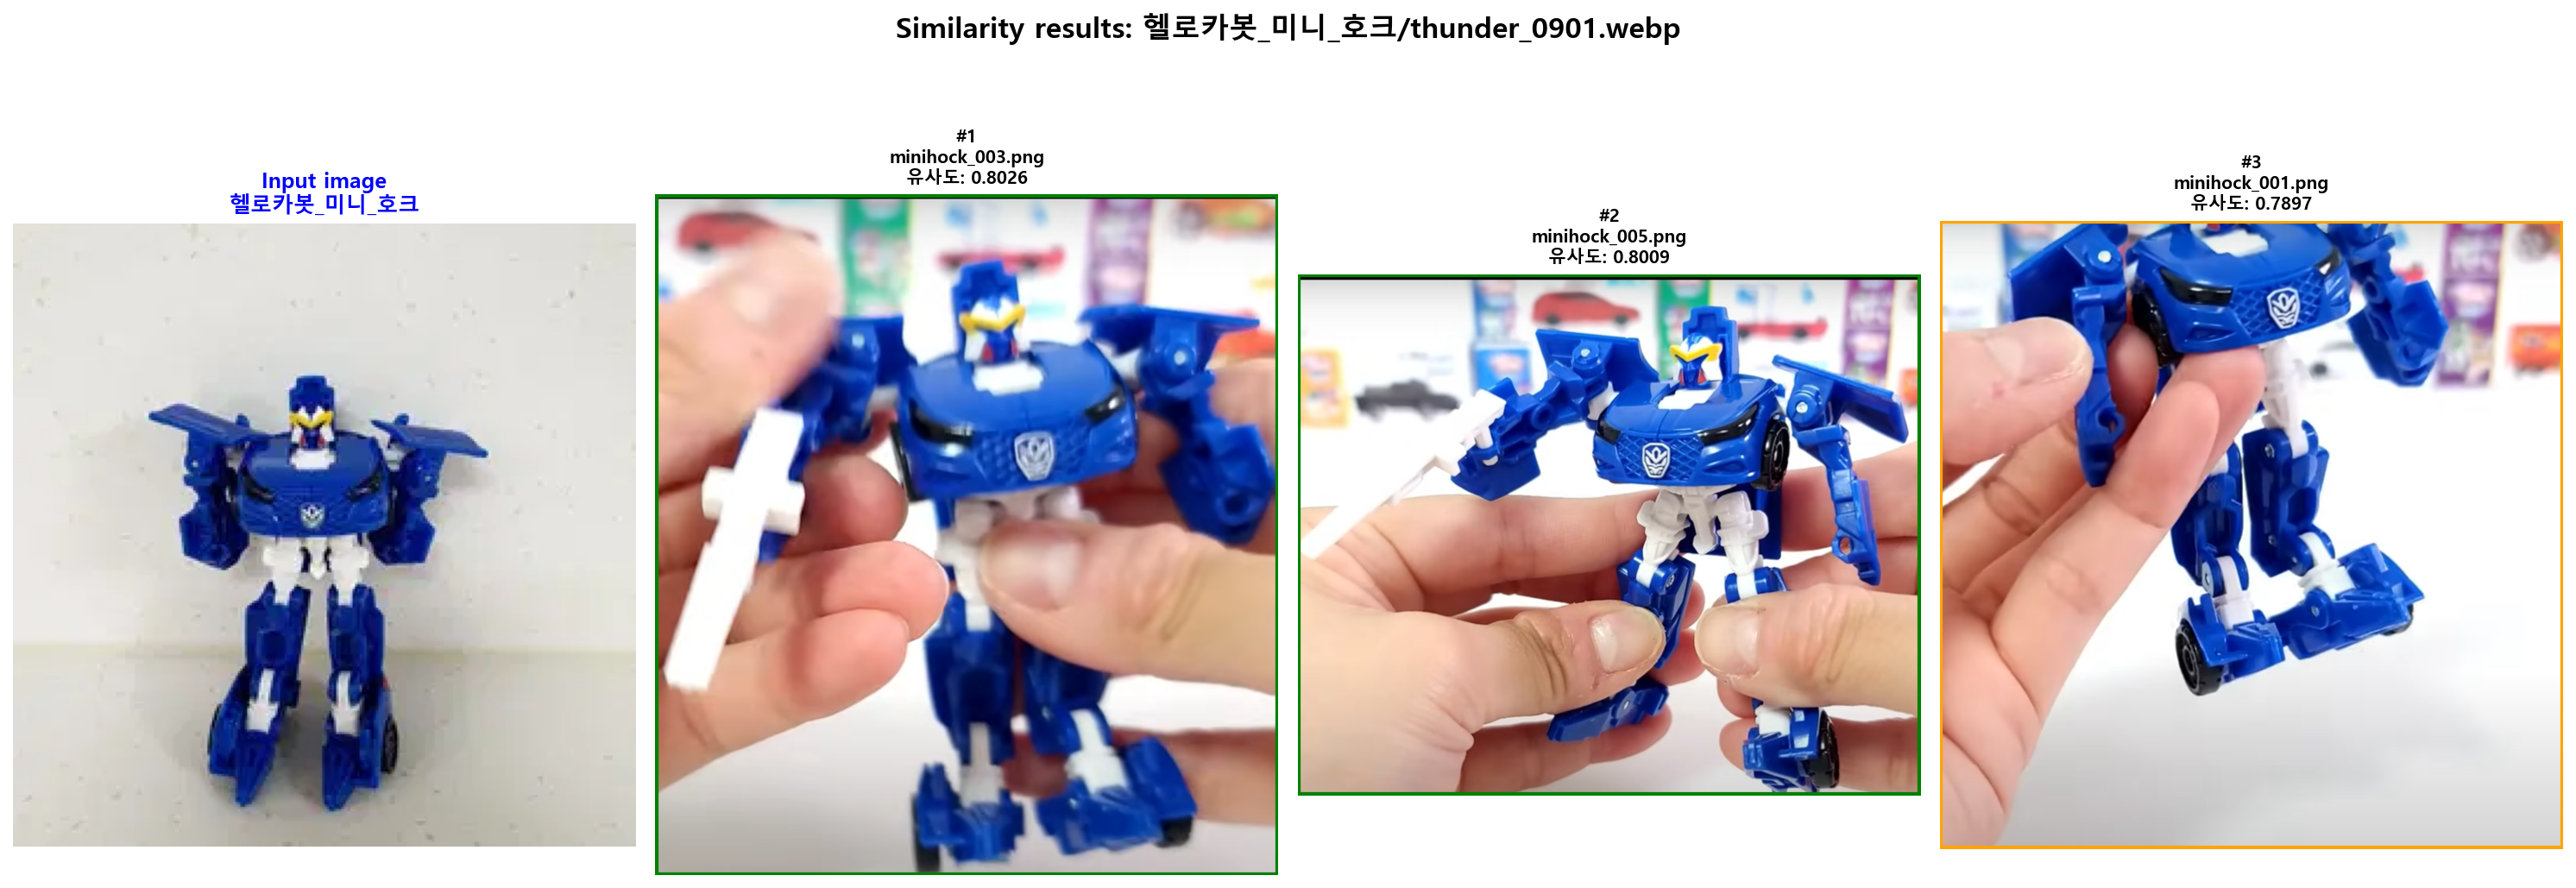 Similarity results: 헬로카봇_미니_호크/thunder_0901.webp
Input image
헬로카봇_미니_호크
#1
minihock_003.png
유사도: 0.8026
#2
minihock_005.png
유사도: 0.8009
#3
minihock_001.png
유사도: 0.7897